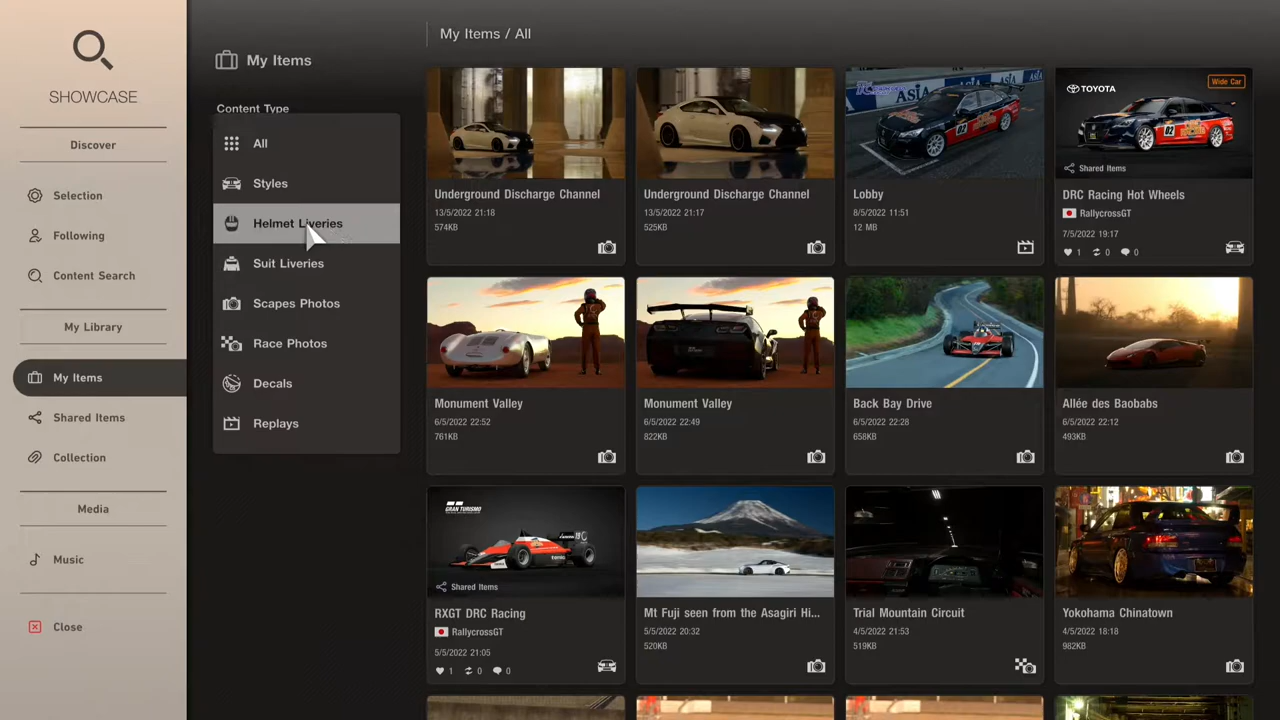 SHOWCASE
Discover
Selection
Following
Content Search
My Library
My Items
Shared Items
Collection
Media
Music
Close
My Items
Content Type
All
Styles
Helmet Liveries
Suit Liveries
Scapes Photos
Race Photos
Decals
Replays
My Items / All
Underground Discharge Channel
13/5/2022 21:18
574KB
Underground Discharge Channel
13/5/2022 21:17
525KB
ASIA
Asia
Lobby
8/5/2022 11:51
12 MB
TOYOTA
Wide Car
02
Shared Items
DRC Racing Hot Wheels
RallycrossGT
7/5/2022 19:17
1 0 0
Monument Valley
6/5/2022 22:52
761KB
Monument Valley
6/5/2022 22:49
822KB
Back Bay Drive
6/5/2022 22:28
658KB
Allée des Baobabs
6/5/2022 22:12
493KB
GRAN TURISMO
Shared Items
RXGT DRC Racing
RallycrossGT
5/5/2022 21:05
1 0 0
Mt Fuji seen from the Asagiri Hi...
5/5/2022 20:32
520KB
Trial Mountain Circuit
4/5/2022 21:53
519KB
Yokohama Chinatown
4/5/2022 18:18
982KB